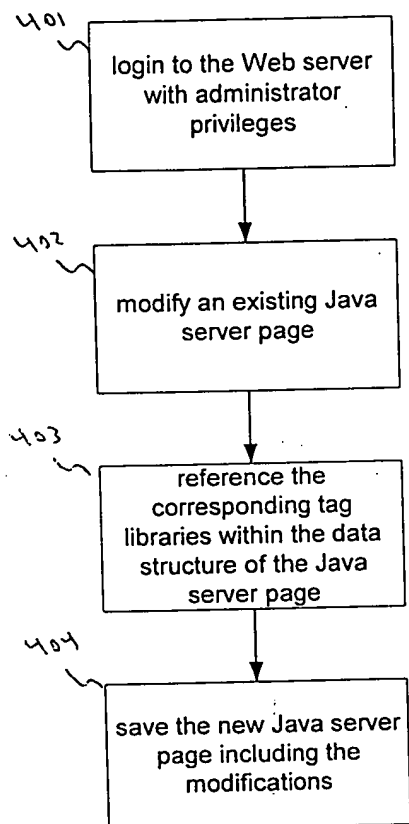 401
login to the Web server
with administrator
privileges
402
modify an existing Java
server page
403
reference the
corresponding tag
libraries within the data
structure of the Java
server page
404
save the new Java server
page including the
modifications